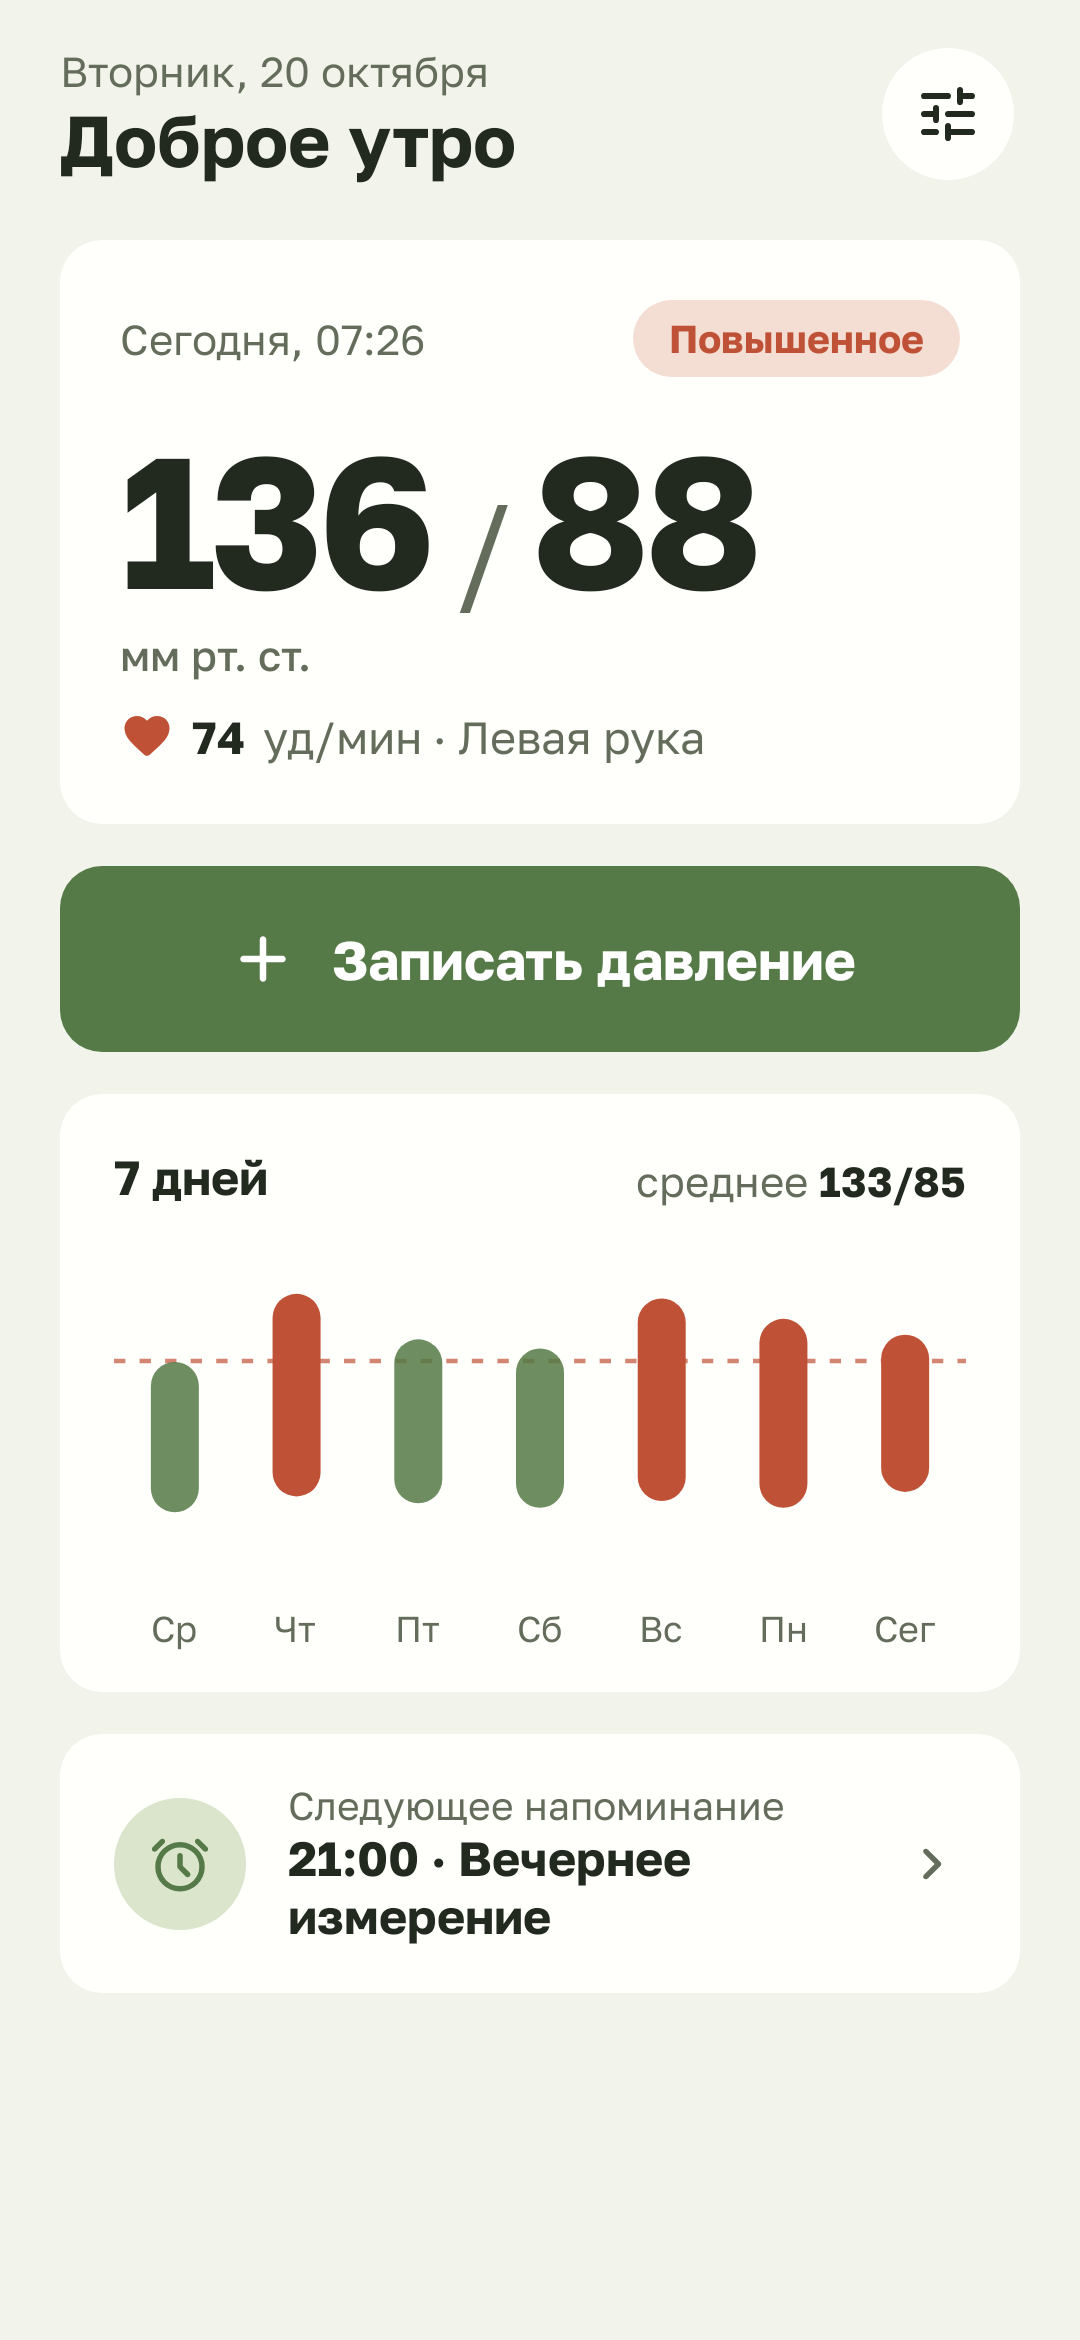 Вторник, 20 октября
Доброе утро
Сегодня, 07:26
Повышенное
136 / 88
мм рт. ст.
74 уд/мин · Левая рука
Записать давление
7 дней
среднее 133/85
Ср Чт Пт Сб Вс Пн Сег
Следующее напоминание
21:00 · Вечернее
измерение